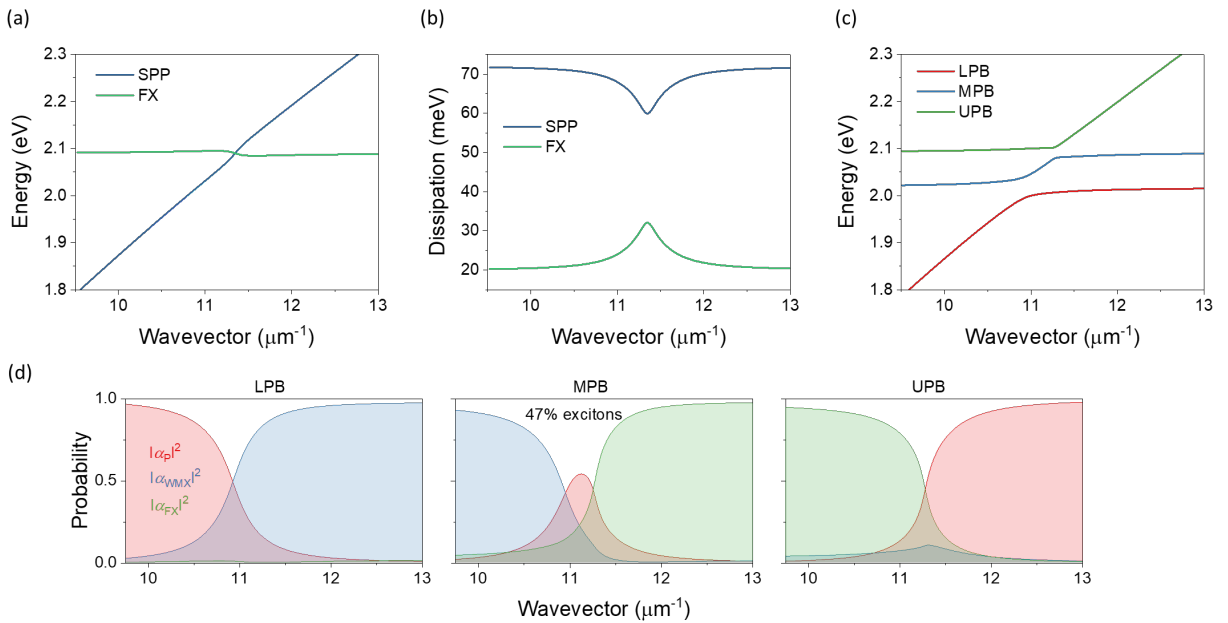 (a)
2.3
2.2
2.1
2.0
1.9
1.8
Energy (eV)
SPP
FX
10
11
12
13
Wavevector (μm-1)
(b)
70
60
50
40
30
20
Dissipation (meV)
SPP
FX
10
11
12
13
Wavevector (μm-1)
(c)
2.3
2.2
2.1
2.0
1.9
1.8
Energy (eV)
LPB
MPB
UPB
10
11
12
13
Wavevector (μm-1)
(d)
LPB
MPB
UPB
1.0
0.5
0.0
Probability
|αP|2
|αWMX|2
|αFX|2
47% excitons
10
11
12
13
10
11
12
13
10
11
12
13
Wavevector (μm-1)